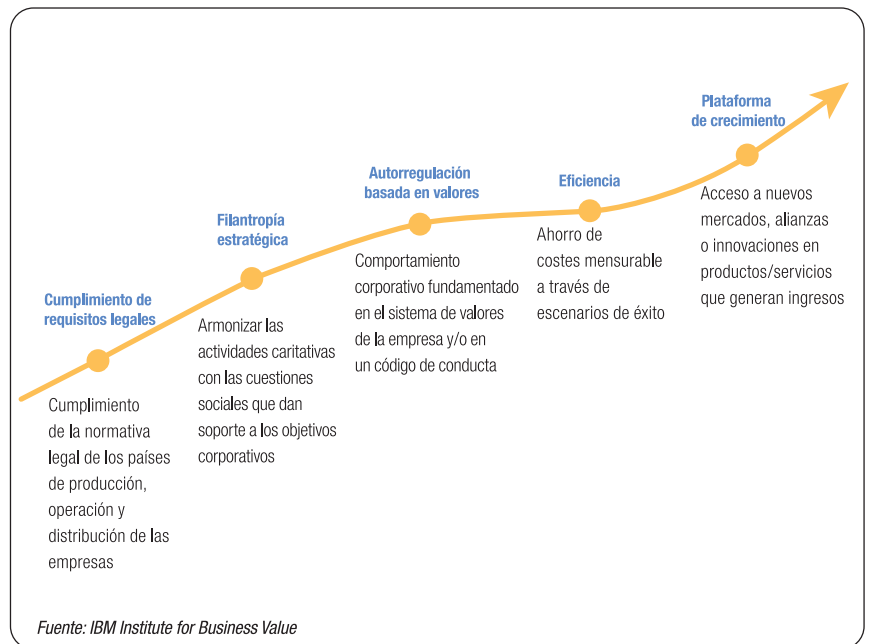 Cumplimiento de
requisitos legales
Cumplimiento
de la normativa
legal de los países
de producción,
operación y
distribución de las
empresas
Filantropía
estratégica
Armonizar las
actividades caritativas
con las cuestiones
sociales que dan
soporte a los objetivos
corporativos
Autorregulación
basada en valores
Comportamiento
corporativo fundamentado
en el sistema de valores
de la empresa y/o en
un código de conducta
Eficiencia
Ahorro de
costes mensurable
a través de
escenarios de éxito
Plataforma
de crecimiento
Acceso a nuevos
mercados, alianzas
o innovaciones en
productos/servicios
que generan ingresos
Fuente: IBM Institute for Business Value